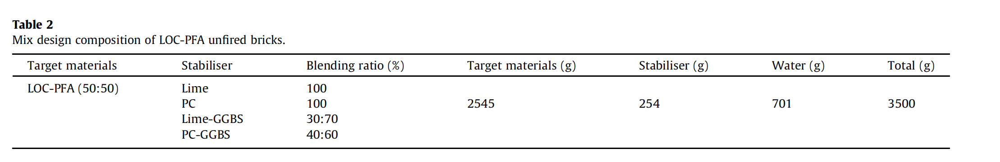 Table 2
Mix design composition of LOC-PFA unfired bricks.
Target materials Stabiliser Blending ratio (%) Target materials (g) Stabiliser (g) Water (g) Total (g)
LOC-PFA (50:50) Lime 100
PC 100 2545 254 701 3500
Lime-GGBS 30:70
PC-GGBS 40:60